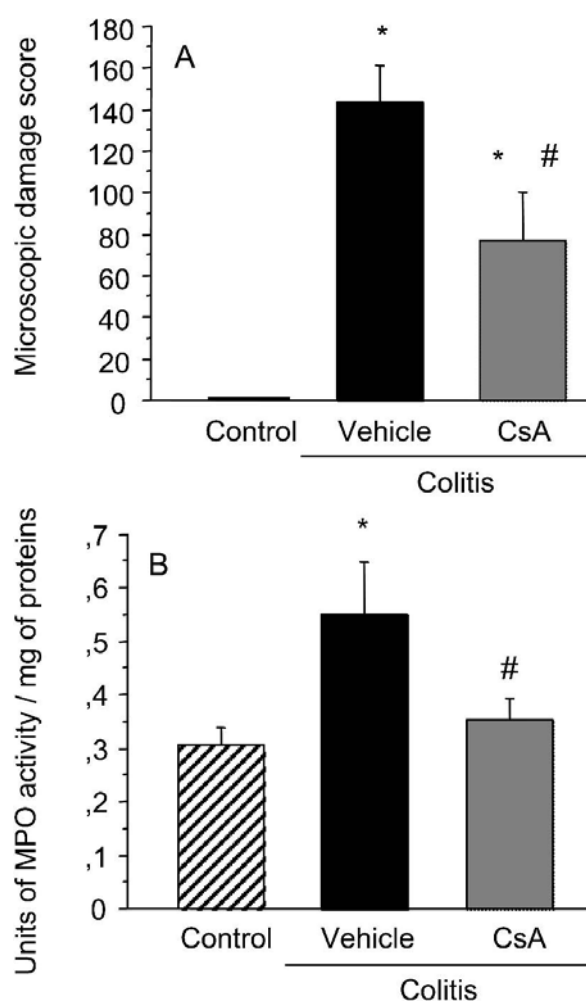 A
Microscopic damage score
180
160
140
120
100
80
60
40
20
0
*
* #
Control Vehicle CsA
Colitis
B
Units of MPO activity / mg of proteins
,7
,6
,5
,4
,3
,2
,1
0
*
#
Control Vehicle CsA
Colitis